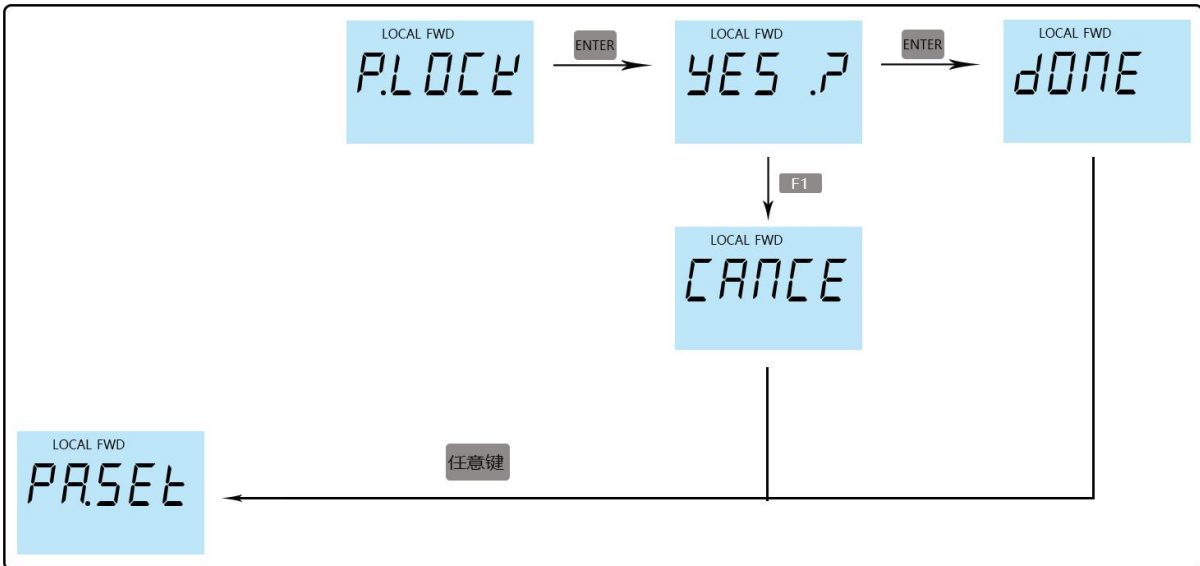 LOCAL FWD
P.LOCK
ENTER
LOCAL FWD
YES .?
ENTER
LOCAL FWD
dONE
F1
LOCAL FWD
CANCE
任意键
LOCAL FWD
PA.SEt